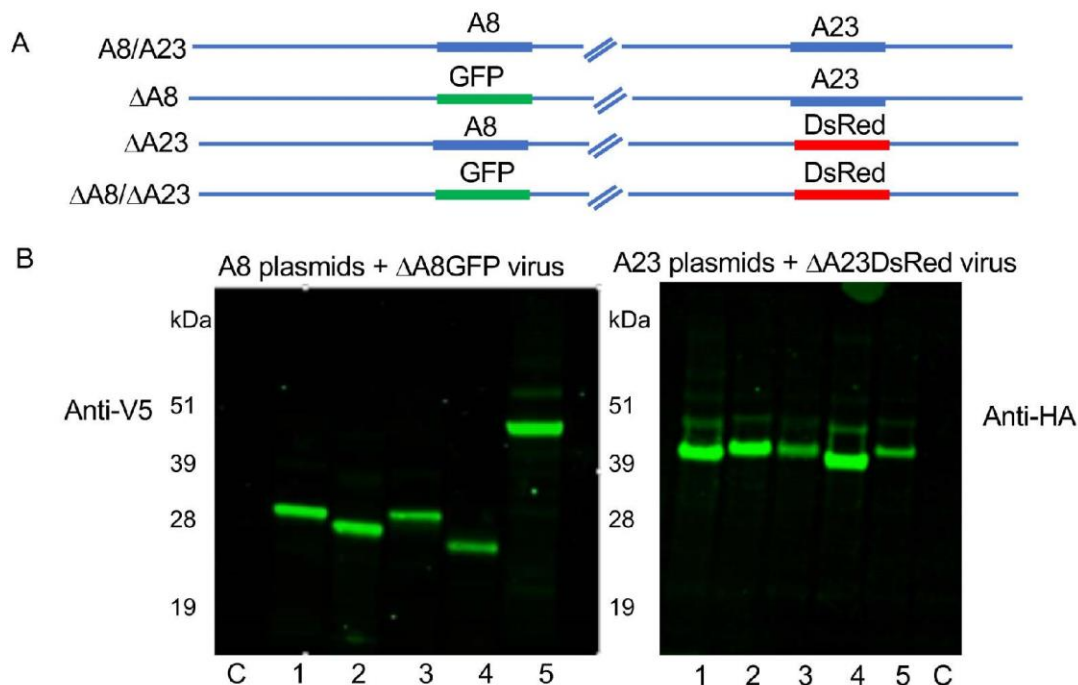 A
A8
A23
A8/A23
GFP
A23
ΔA8
A8
DsRed
ΔA23
GFP
DsRed
ΔA8/ΔA23
B
A8 plasmids + ΔA8GFP virus
A23 plasmids + ΔA23DsRed virus
kDa
kDa
Anti-V5
51
51
Anti-HA
39
39
28
28
19
19
C 1 2 3 4 5
1 2 3 4 5 C